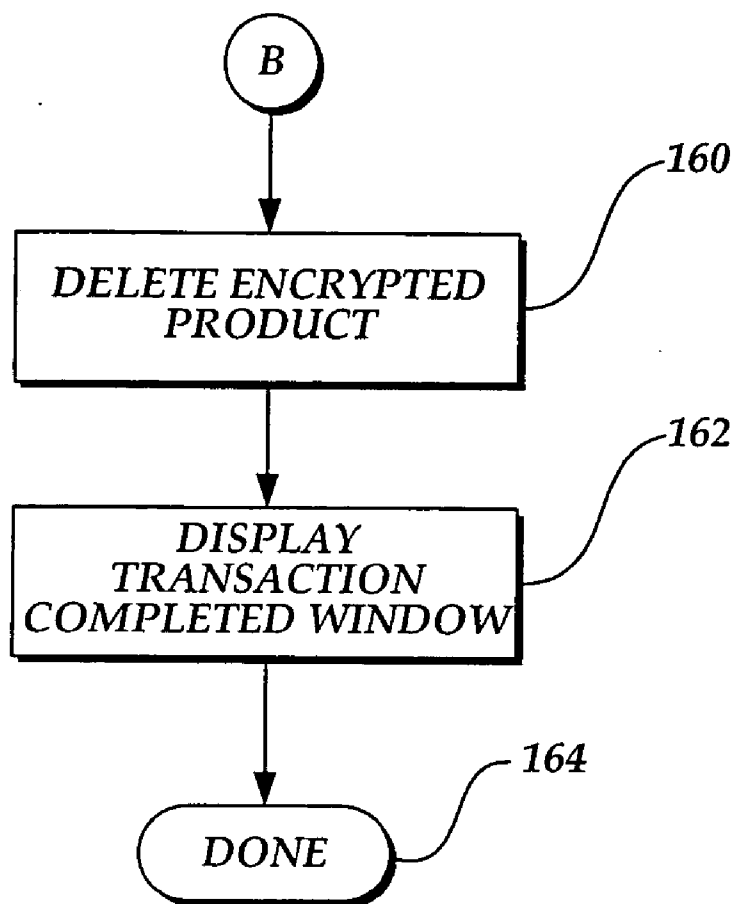 B
160
DELETE ENCRYPTED
PRODUCT
162
DISPLAY
TRANSACTION
COMPLETED WINDOW
164
DONE